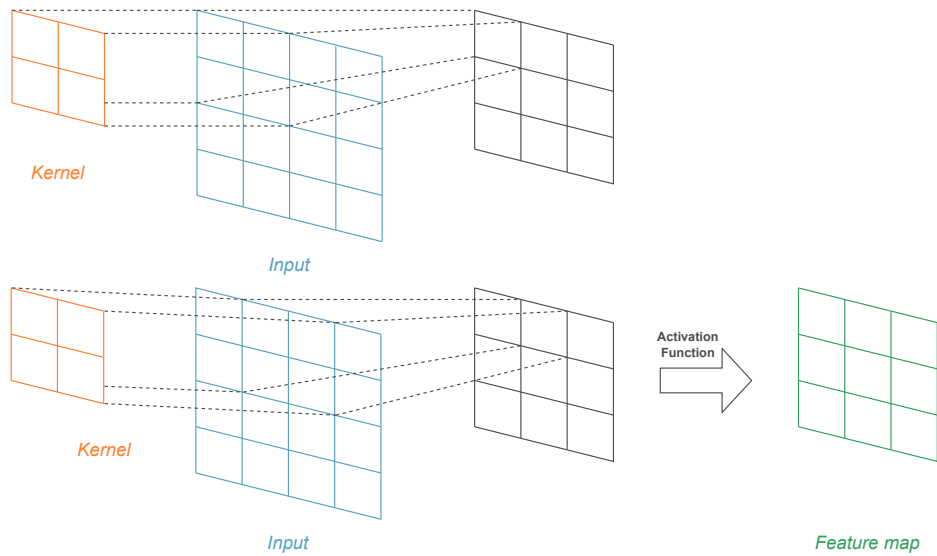 Kernel
Input
Activation
Function
Kernel
Input
Feature map